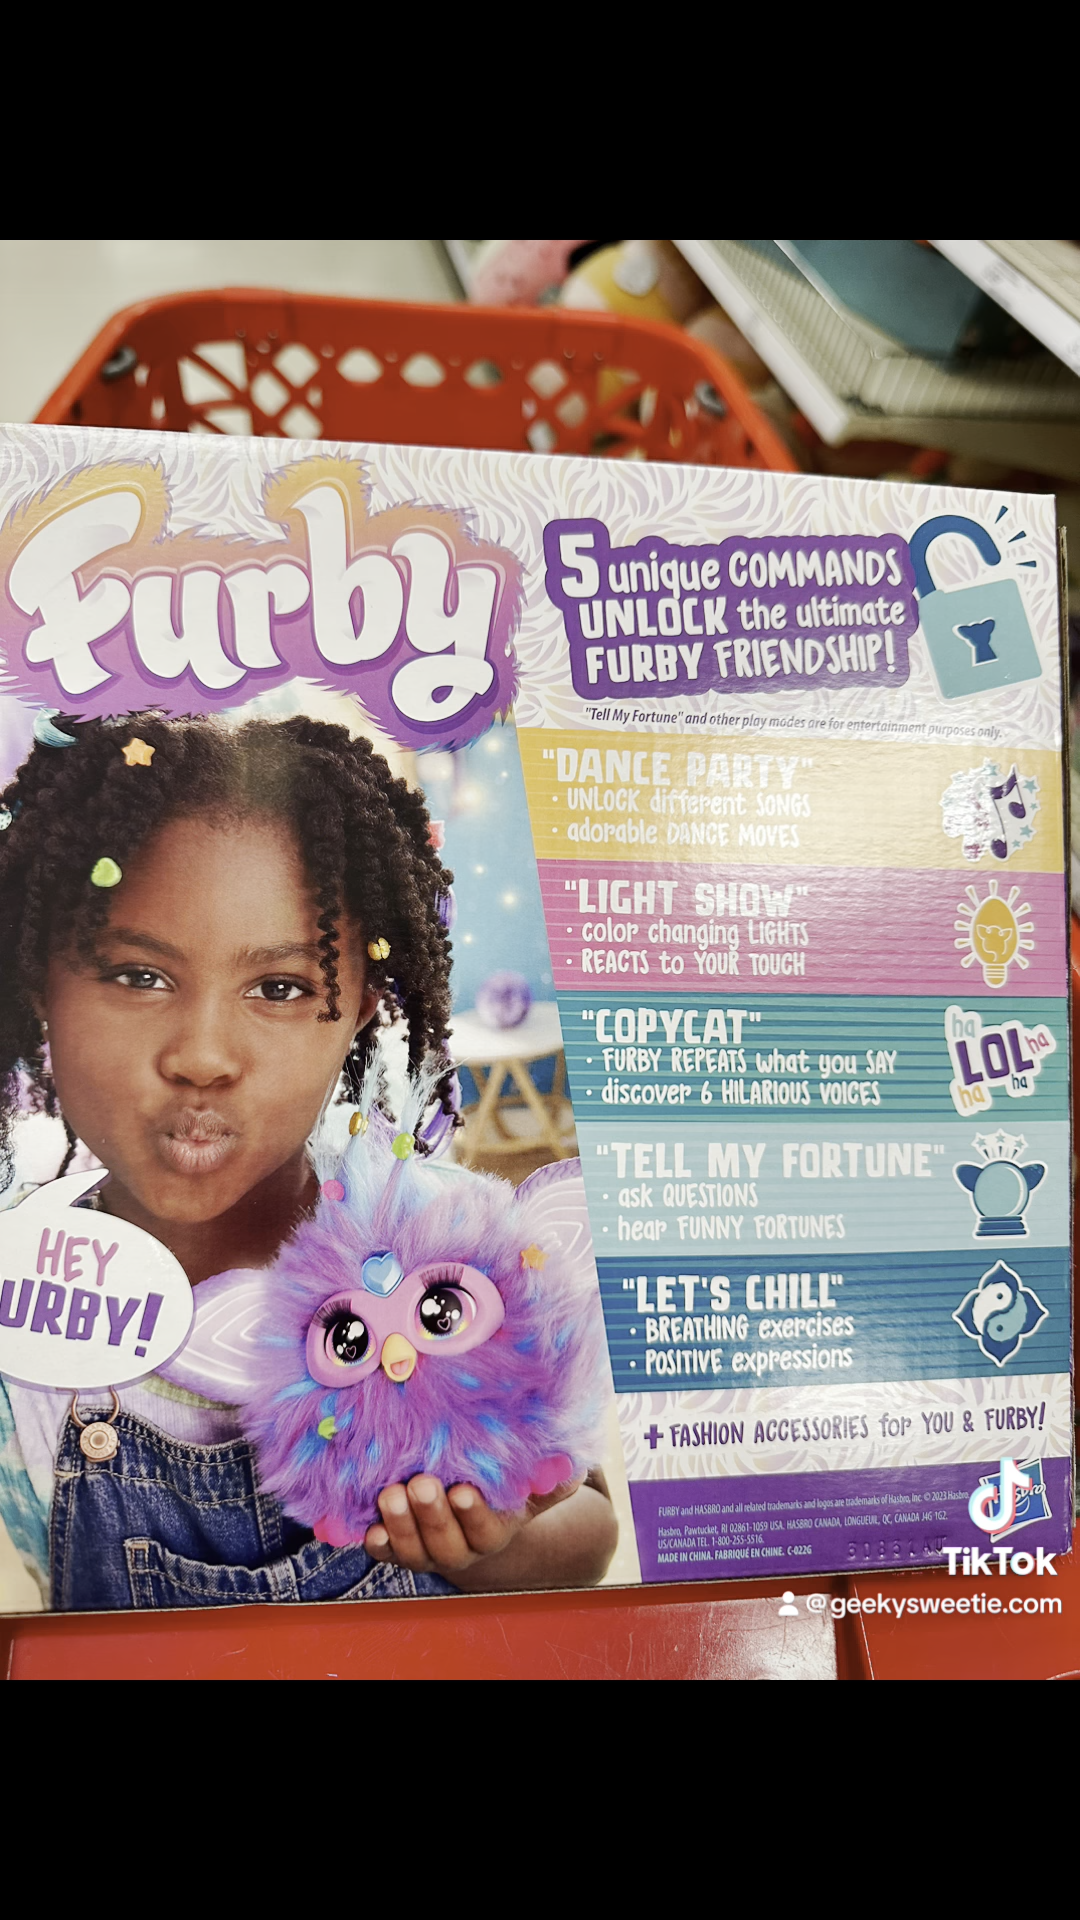 Furby
5 unique COMMANDS
UNLOCK the ultimate
FURBY FRIENDSHIP!
"Tell My Fortune" and other play modes are for entertainment purposes only.
"DANCE PARTY"
· UNLOCK different SONGS
· adorable DANCE MOVES
"LIGHT SHOW"
· color changing LIGHTS
· REACTS to YOUR TOUCH
"COPYCAT"
· FURBY REPEATS what you SAY
· discover 6 HILARIOUS VOICES
ha
LOL
ha
ha
ha
"TELL MY FORTUNE"
· ask QUESTIONS
· hear FUNNY FORTUNES
HEY
URBY!
"LET'S CHILL"
· BREATHING exercises
· POSITIVE expressions
+ FASHION ACCESSORIES for YOU & FURBY!
FURBY and HASBRO and all related trademarks and logos are trademarks of Hasbro, Inc. © 2023 Hasbro.
Hasbro, Pawtucket, RI 02861-1059 USA. HASBRO CANADA, LONGUEUIL, QC, CANADA J4G 1G2.
US/CANADA TEL. 1-800-255-5516.
MADE IN CHINA. FABRIQUÉ EN CHINE. C-022G
TikTok
@geekysweetie.com